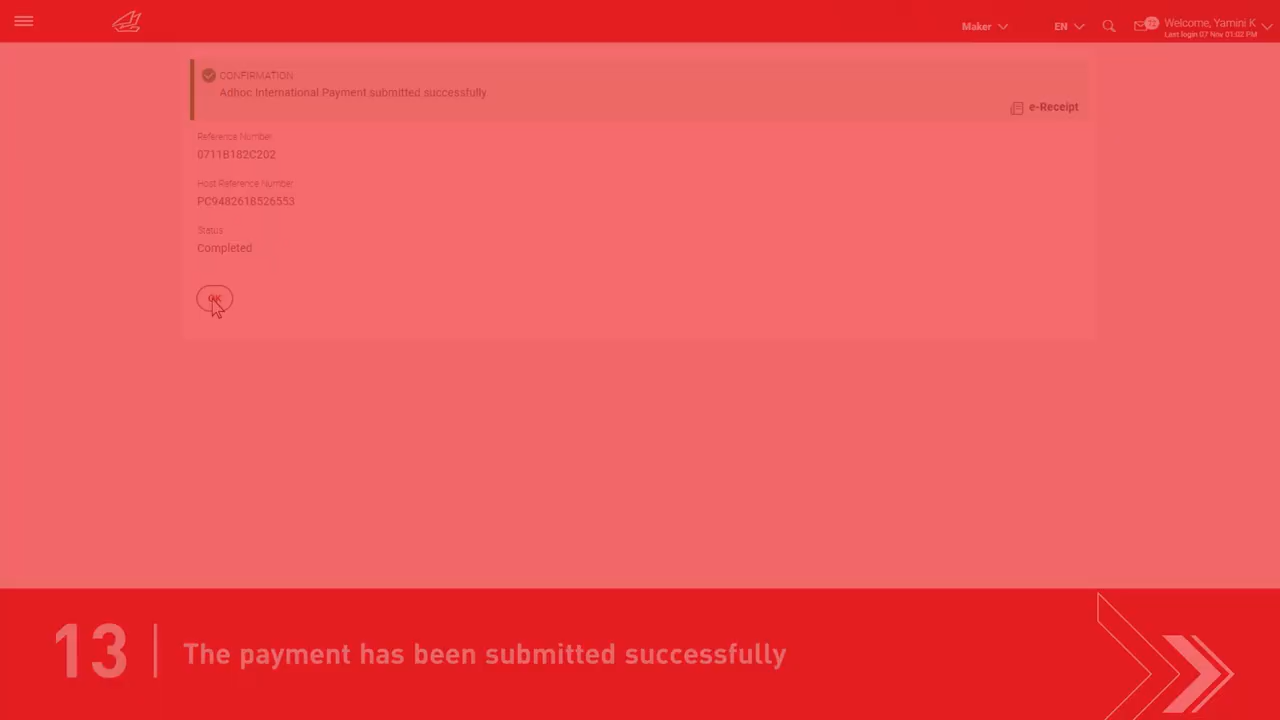 Maker
EN
Welcome, Yamini K
Last login 07 Nov 01:02 PM
CONFIRMATION
Adhoc International Payment submitted successfully
e-Receipt
Reference Number
0711B182C202
Host Reference Number
PC9482618526553
Status
Completed
OK
13 The payment has been submitted successfully